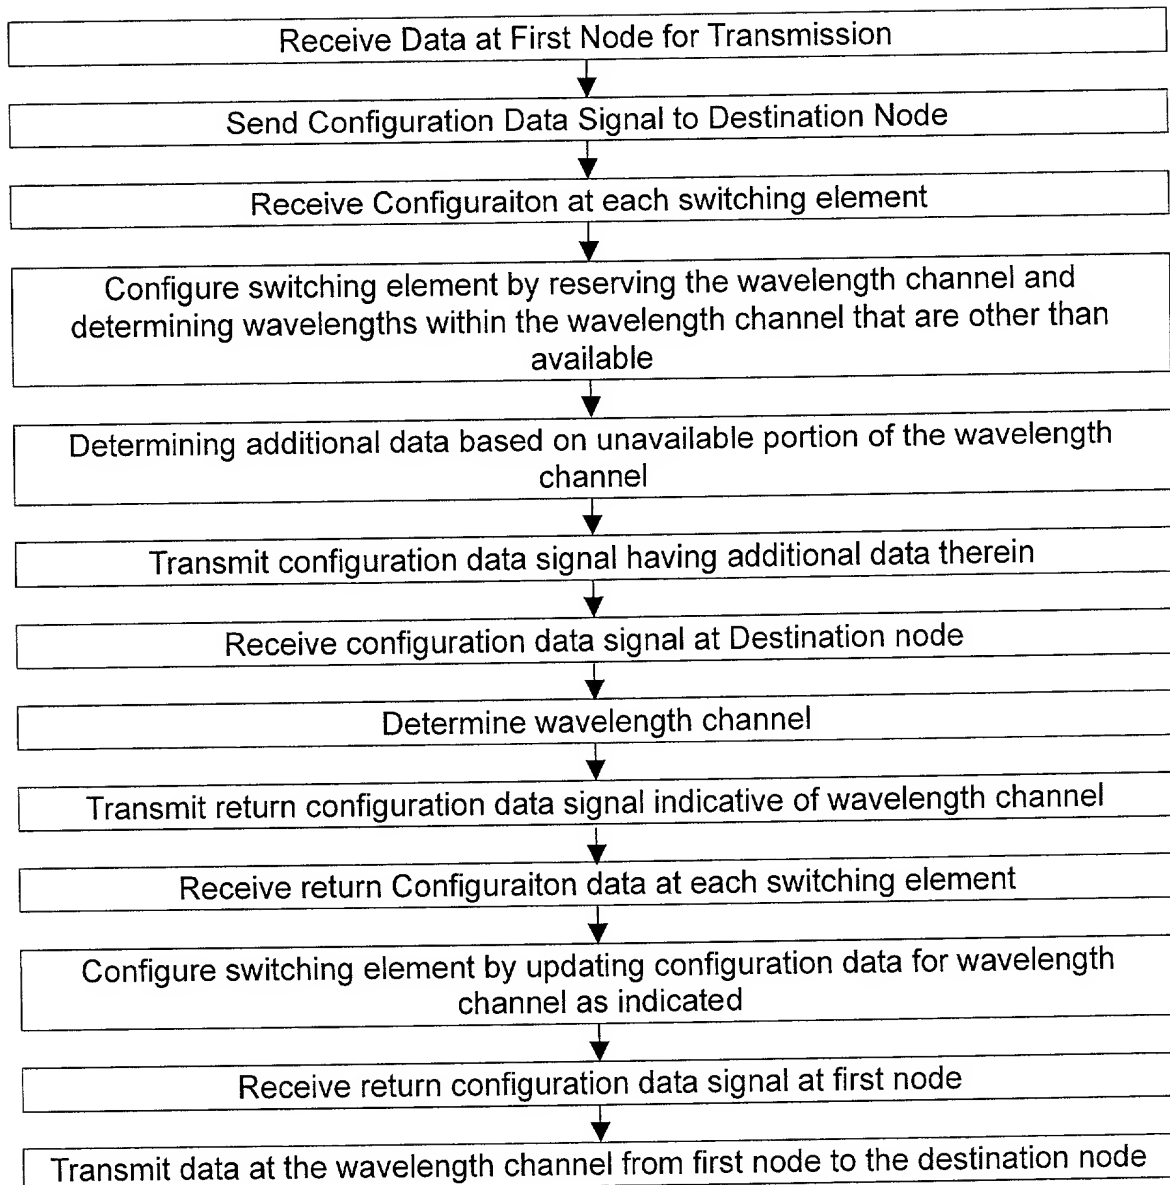 Receive Data at First Node for Transmission
Send Configuration Data Signal to Destination Node
Receive Configuraiton at each switching element
Configure switching element by reserving the wavelength channel and
determining wavelengths within the wavelength channel that are other than
available
Determining additional data based on unavailable portion of the wavelength
channel
Transmit configuration data signal having additional data therein
Receive configuration data signal at Destination node
Determine wavelength channel
Transmit return configuration data signal indicative of wavelength channel
Receive return Configuraiton data at each switching element
Configure switching element by updating configuration data for wavelength
channel as indicated
Receive return configuration data signal at first node
Transmit data at the wavelength channel from first node to the destination node